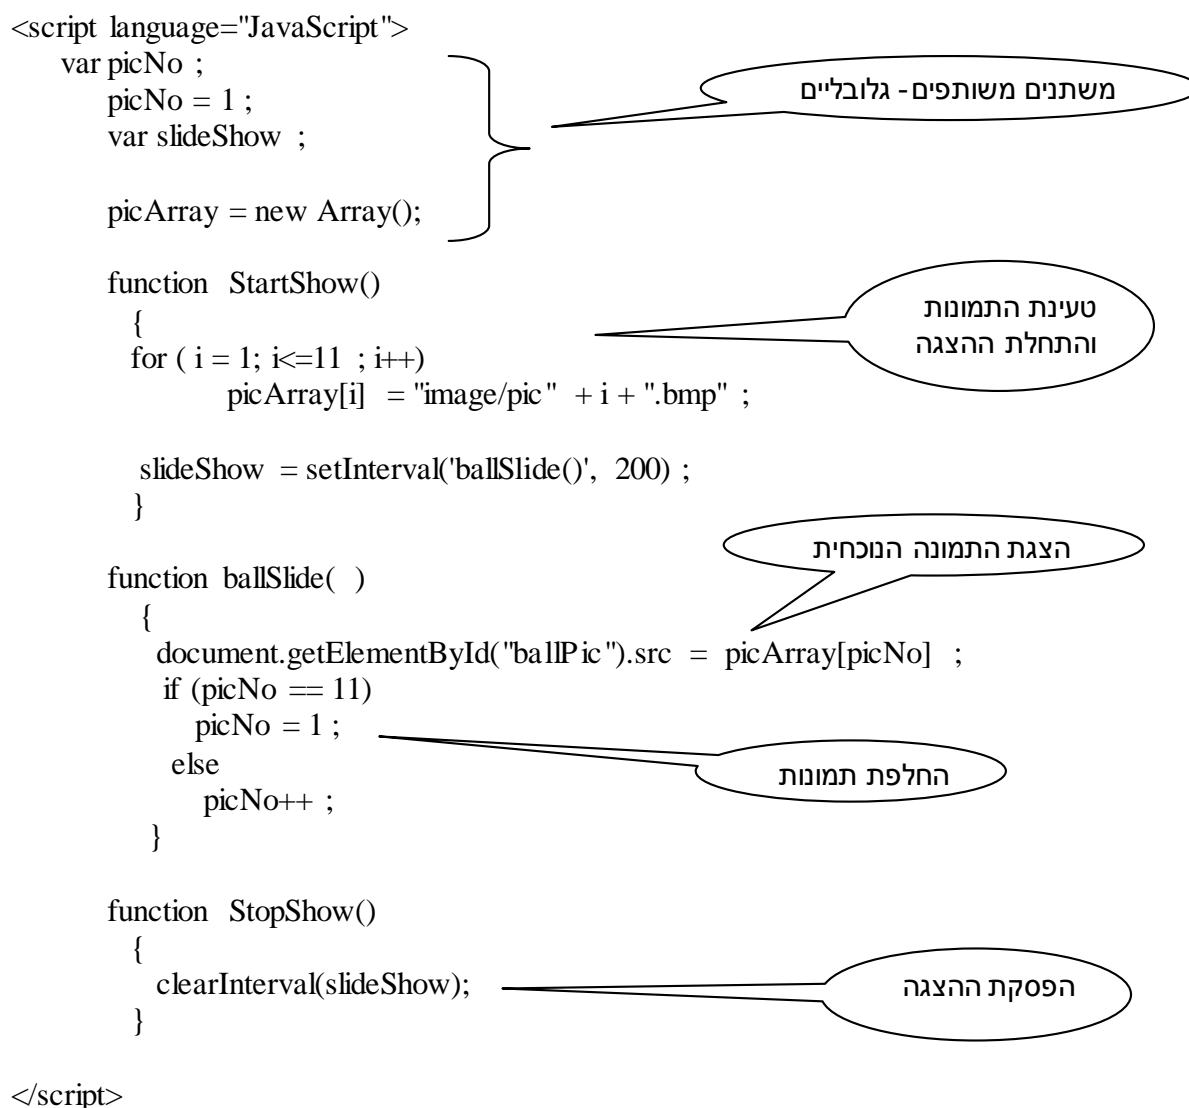 <script language="JavaScript">
var picNo ;
picNo = 1 ;
var slideShow ;
משתנים משותפים - גלובליים
picArray = new Array();
function StartShow()
{
for ( i = 1; i<=11 ; i++)
picArray[i] = "image/pic" + i + ".bmp" ;
טעינת התמונות
והתחלת ההצגה
slideShow = setInterval('ballSlide()', 200) ;
}
הצגת התמונה הנוכחית
function ballSlide( )
{
document.getElementById("ballPic").src = picArray[picNo] ;
if (picNo == 11)
picNo = 1 ;
else
picNo++ ;
}
החלפת תמונות
function StopShow()
{
clearInterval(slideShow);
}
הפסקת ההצגה
</script>